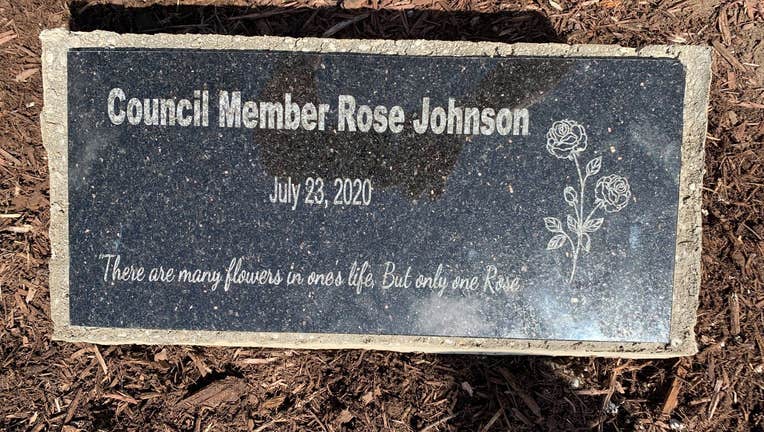 Council Member Rose Johnson
July 23, 2020
"There are many flowers in one's life, But only one Rose"